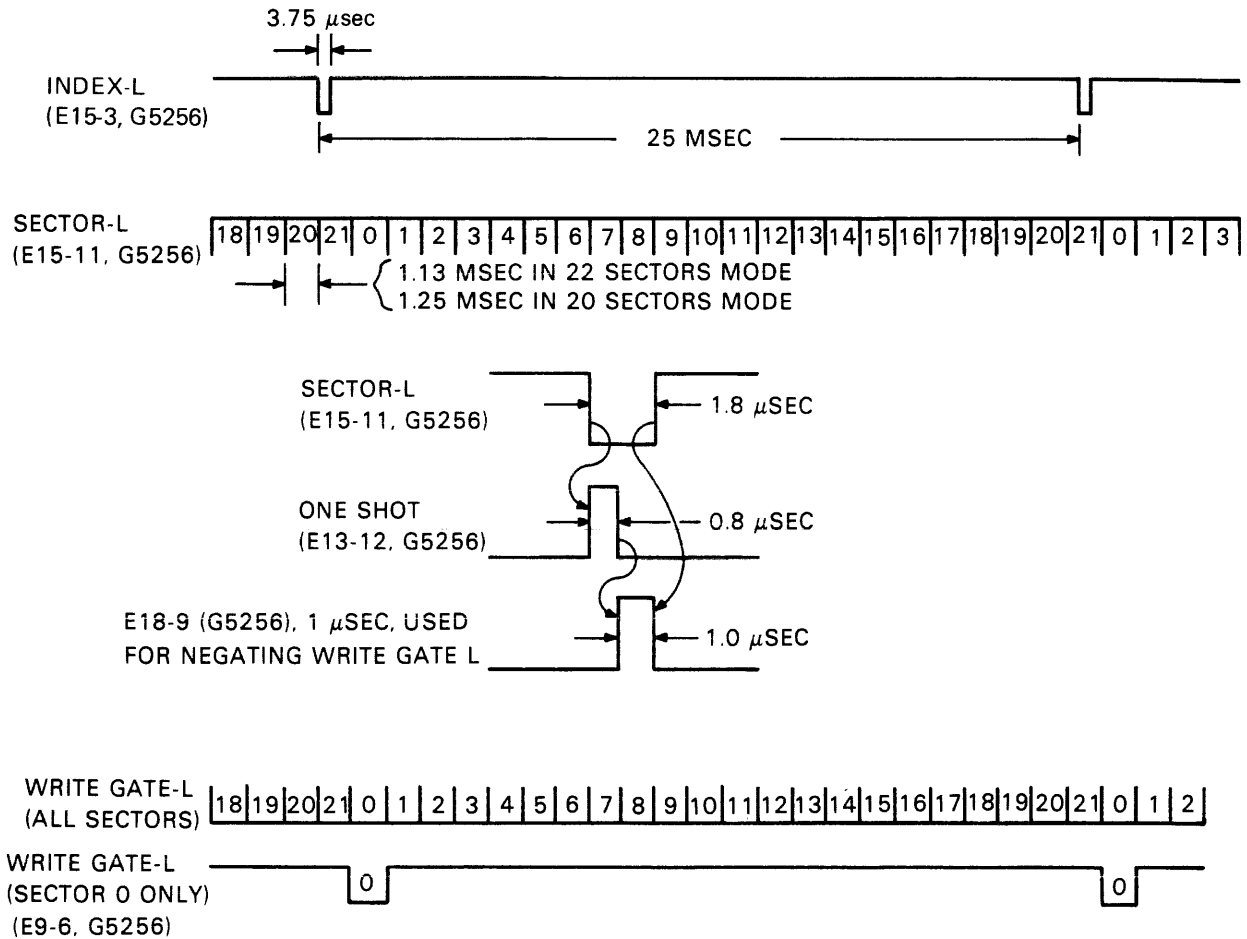 3.75 μsec
INDEX-L
(E15-3, G5256)
25 MSEC
SECTOR-L
(E15-11, G5256)
18 19 20 21 0 1 2 3 4 5 6 7 8 9 10 11 12 13 14 15 16 17 18 19 20 21 0 1 2 3
1.13 MSEC IN 22 SECTORS MODE
1.25 MSEC IN 20 SECTORS MODE
SECTOR-L
(E15-11, G5256)
1.8 μSEC
ONE SHOT
(E13-12, G5256)
0.8 μSEC
E18-9 (G5256), 1 μSEC, USED
FOR NEGATING WRITE GATE L
1.0 μSEC
WRITE GATE-L
(ALL SECTORS)
18 19 20 21 0 1 2 3 4 5 6 7 8 9 10 11 12 13 14 15 16 17 18 19 20 21 0 1 2
WRITE GATE-L
(SECTOR 0 ONLY)
(E9-6, G5256)
0 0